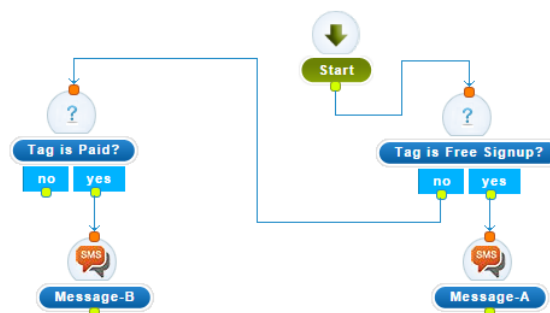 Start
?
Tag is Paid?
no yes
?
Tag is Free Signup?
no yes
SMS
Message-B
SMS
Message-A